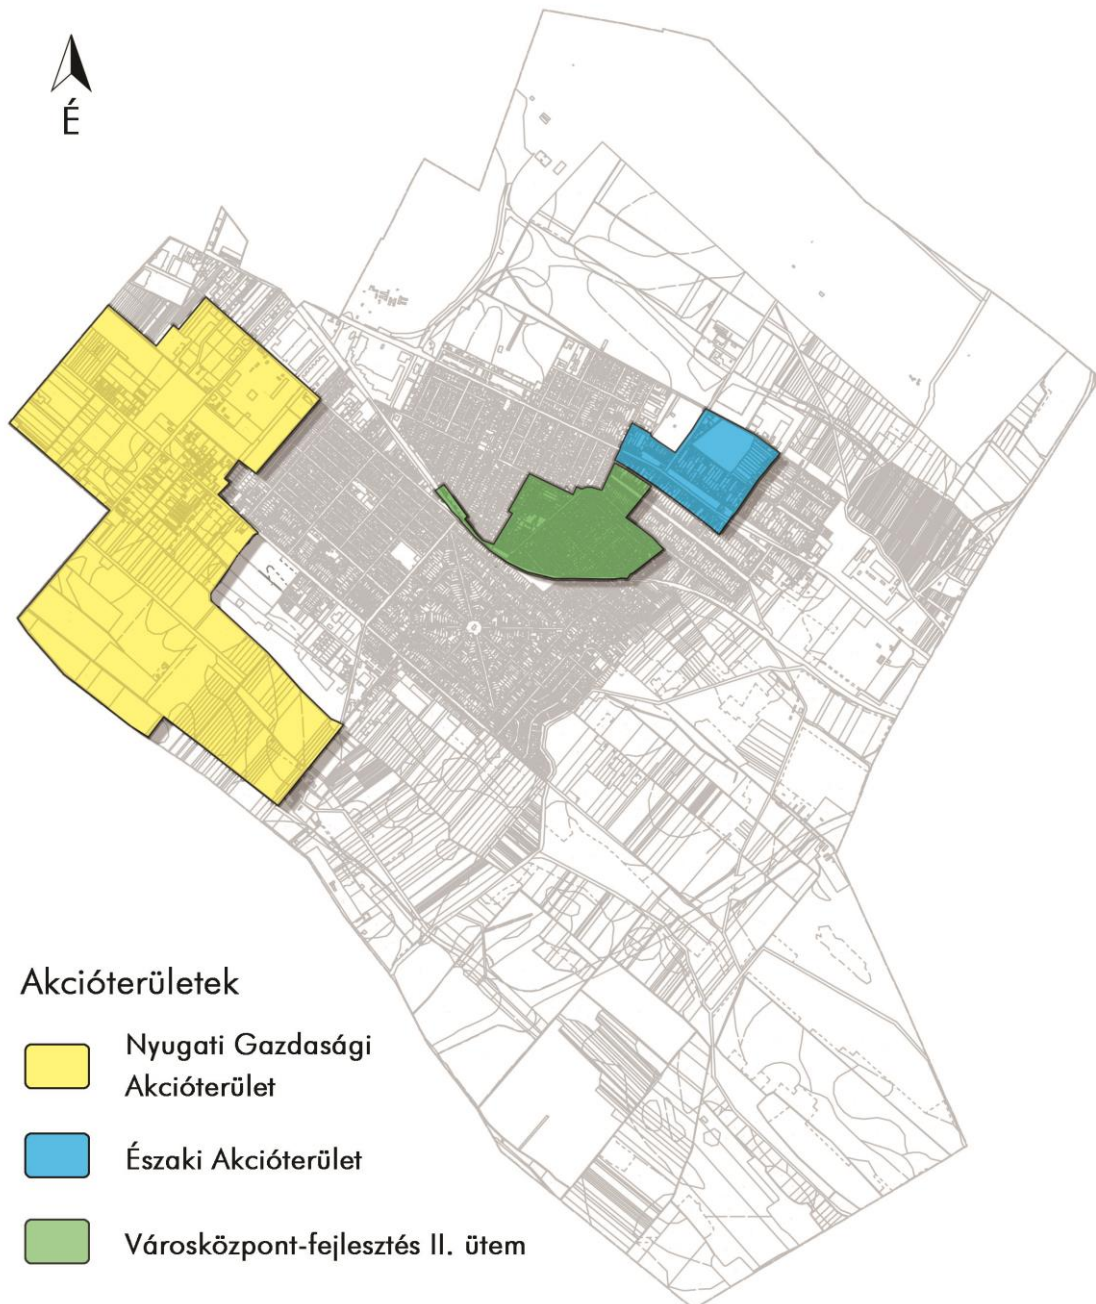 É
Akcióterületek
Nyugati Gazdasági
Akcióterület
Északi Akcióterület
Városközpont-fejlesztés II. ütem